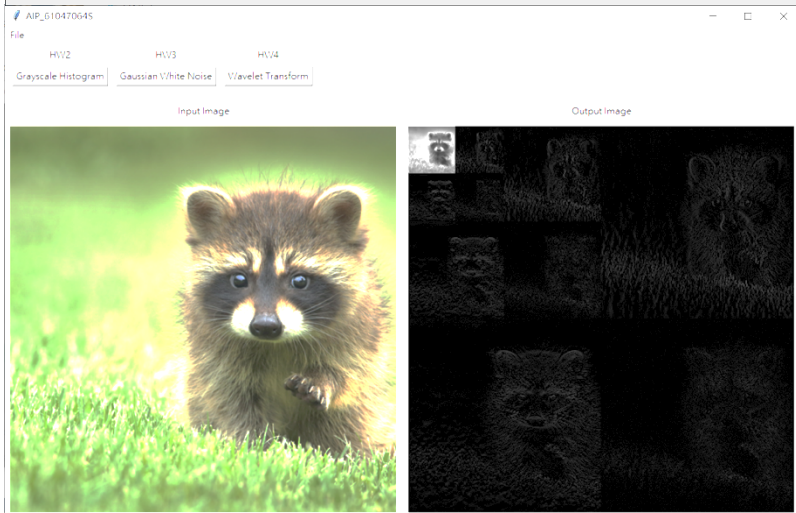 AIP_61047064S
File
HW2 HW3 HW4
Grayscale Histogram Gaussian White Noise Wavelet Transform
Input Image Output Image